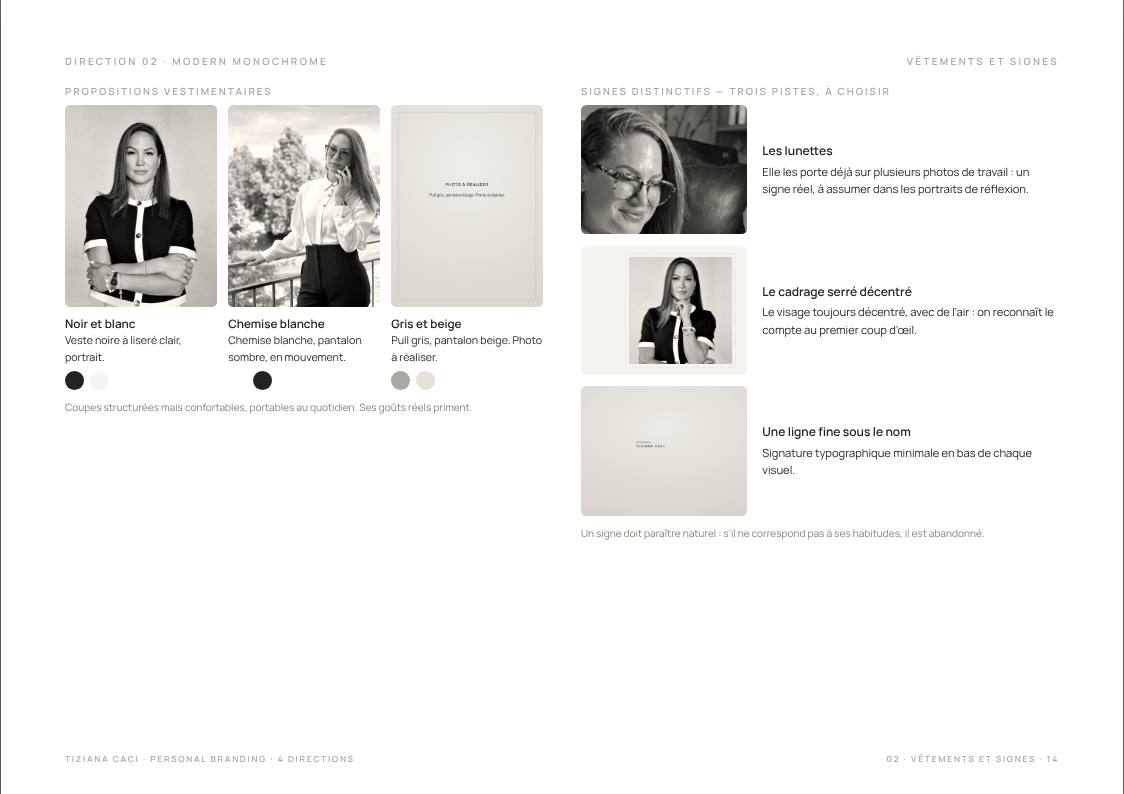 DIRECTION 02 · MODERN MONOCHROME
VÊTEMENTS ET SIGNES
PROPOSITIONS VESTIMENTAIRES
PHOTO À RÉALISER
Pull gris, pantalon beige. Photo à réaliser.
Noir et blanc
Veste noire à liseré clair,
portrait.
Chemise blanche
Chemise blanche, pantalon
sombre, en mouvement.
Gris et beige
Pull gris, pantalon beige. Photo
à réaliser.
Coupes structurées mais confortables, portables au quotidien. Ses goûts réels priment.
SIGNES DISTINCTIFS — TROIS PISTES, À CHOISIR
Les lunettes
Elle les porte déjà sur plusieurs photos de travail : un
signe réel, à assumer dans les portraits de réflexion.
Le cadrage serré décentré
Le visage toujours décentré, avec de l'air : on reconnaît le
compte au premier coup d'œil.
TIZIANA CACI
Une ligne fine sous le nom
Signature typographique minimale en bas de chaque
visuel.
Un signe doit paraître naturel : s'il ne correspond pas à ses habitudes, il est abandonné.
TIZIANA CACI · PERSONAL BRANDING · 4 DIRECTIONS
02 · VÊTEMENTS ET SIGNES · 14